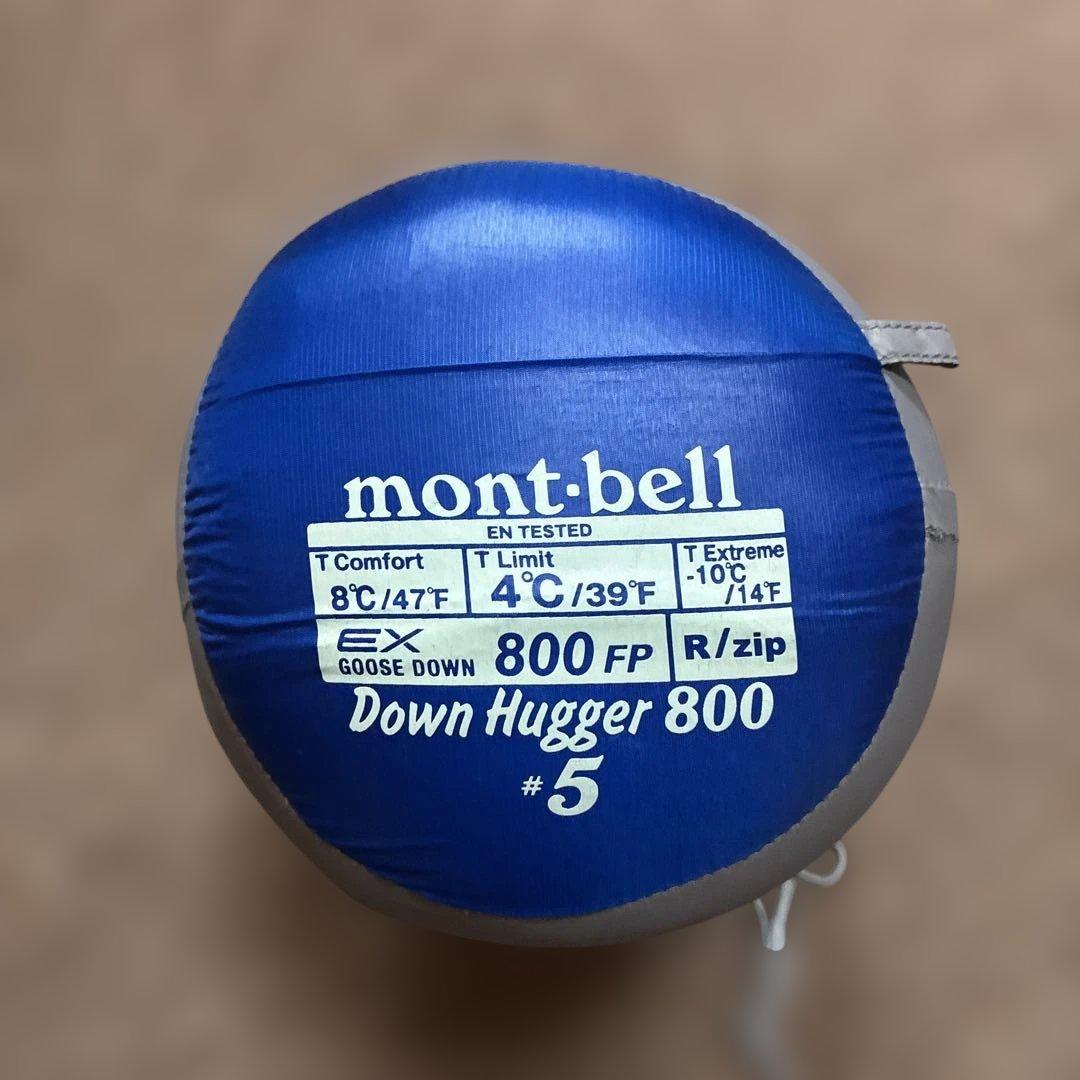 mont·bell
EN TESTED
T Comfort
8℃/47°F
T Limit
4℃/39°F
T Extreme
-10℃
/14°F
EX
GOOSE DOWN
800 FP
R/zip
Down Hugger 800
#5